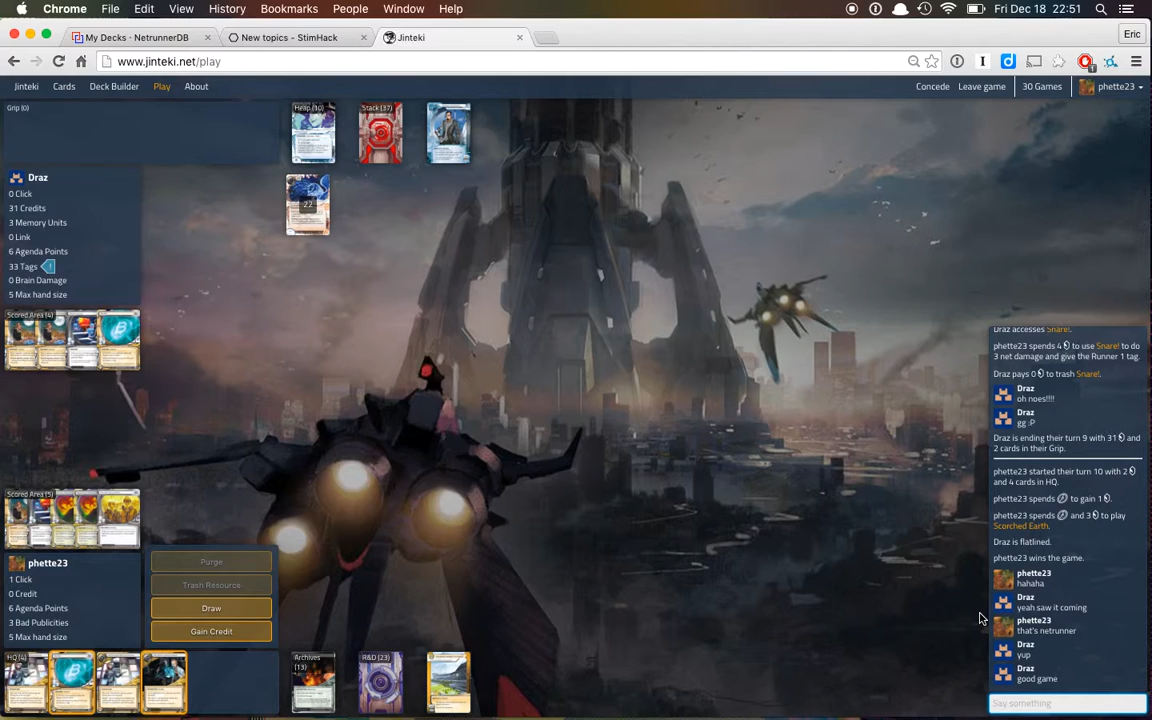 Chrome File Edit View History Bookmarks People Window Help Fri Dec 18 22:51
My Decks - NetrunnerDB
New topics - StimHack
Jinteki
Eric
www.jinteki.net/play
Jinteki Cards Deck Builder Play About Concede Leave game 30 Games phette23
Grip (0)
Heap (10)
Stack (37)
Draz
0 Click
31 Credits
3 Memory Units
0 Link
6 Agenda Points
33 Tags !
0 Brain Damage
5 Max hand size
22
Scored Area (4)
Scored Area (5)
phette23
1 Click
0 Credit
6 Agenda Points
3 Bad Publicities
5 Max hand size
Purge
Trash Resource
Draw
Gain Credit
HQ (4)
Archives
(13)
R&D (23)
Draz accesses Snare!.
phette23 spends 4 to use Snare! to do
3 net damage and give the Runner 1 tag.
Draz pays 0 to trash Snare!.
Draz
oh noes!!!!
Draz
gg :P
Draz is ending their turn 9 with 31 and
2 cards in their Grip.
phette23 started their turn 10 with 2
and 4 cards in HQ.
phette23 spends to gain 1.
phette23 spends and 3 to play
Scorched Earth.
Draz is flatlined.
phette23 wins the game.
phette23
hahaha
Draz
yeah saw it coming
phette23
that's netrunner
Draz
yup
Draz
good game
Say something